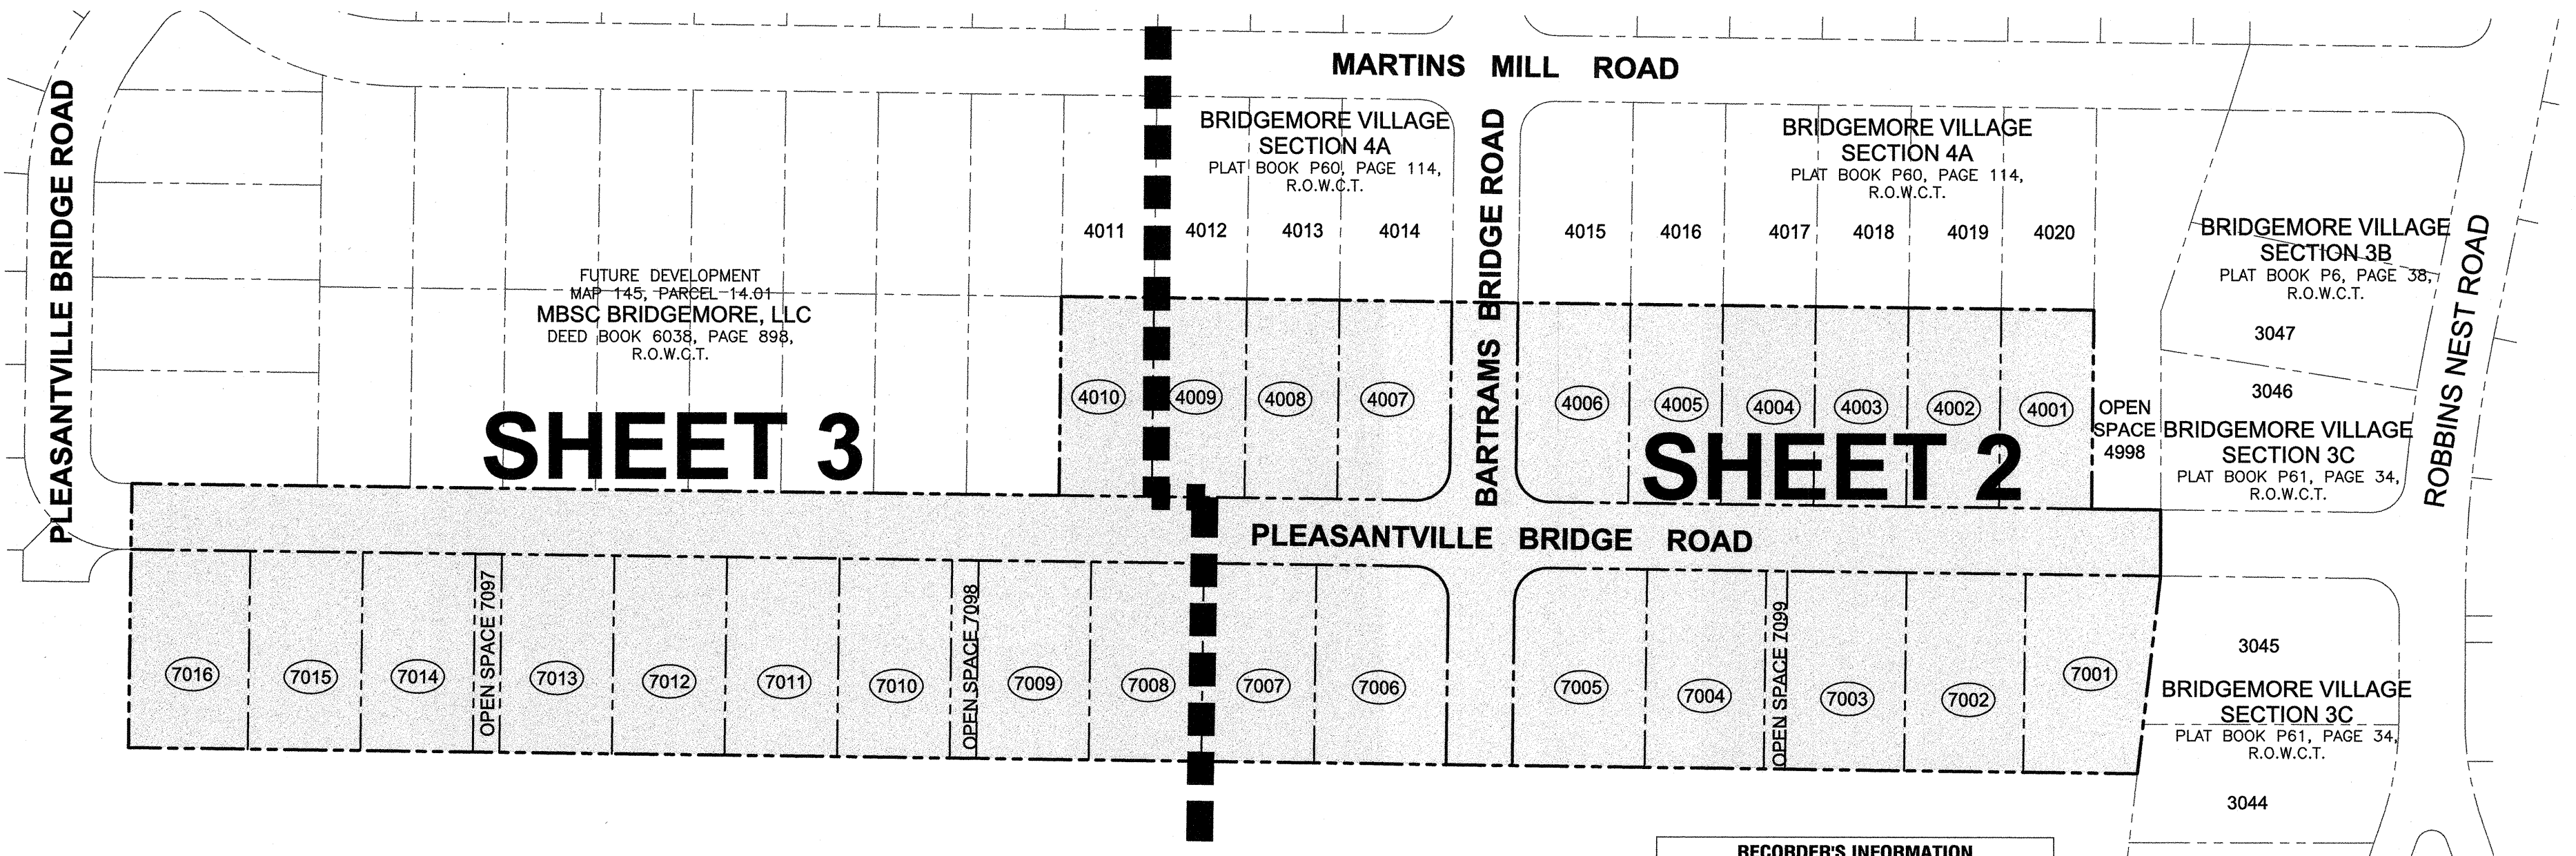 MARTINS MILL ROAD
PLEASANTVILLE BRIDGE ROAD
BRIDGEMORE VILLAGE
SECTION 4A
PLAT BOOK P60, PAGE 114,
R.O.W.C.T.
BARTRAMS BRIDGE ROAD
BRIDGEMORE VILLAGE
SECTION 4A
PLAT BOOK P60, PAGE 114,
R.O.W.C.T.
4011
4012
4013
4014
4015
4016
4017
4018
4019
4020
BRIDGEMORE VILLAGE
SECTION 3B
PLAT BOOK P6, PAGE 38,
R.O.W.C.T.
3047
ROBBINS NEST ROAD
FUTURE DEVELOPMENT
MAP 145, PARCEL 14.01
MBSC BRIDGEMORE, LLC
DEED BOOK 6038, PAGE 898,
R.O.W.C.T.
3046
4010
4009
4008
4007
4006
4005
4004
4003
4002
4001
OPEN
SPACE
4998
BRIDGEMORE VILLAGE
SECTION 3C
PLAT BOOK P61, PAGE 34,
R.O.W.C.T.
SHEET 3
SHEET 2
PLEASANTVILLE BRIDGE ROAD
7016
7015
7014
OPEN SPACE 7097
7013
7012
7011
7010
OPEN SPACE 7098
7009
7008
7007
7006
7005
7004
OPEN SPACE 7099
7003
7002
7001
3045
BRIDGEMORE VILLAGE
SECTION 3C
PLAT BOOK P61, PAGE 34,
R.O.W.C.T.
3044
RECORDER'S INFORMATION